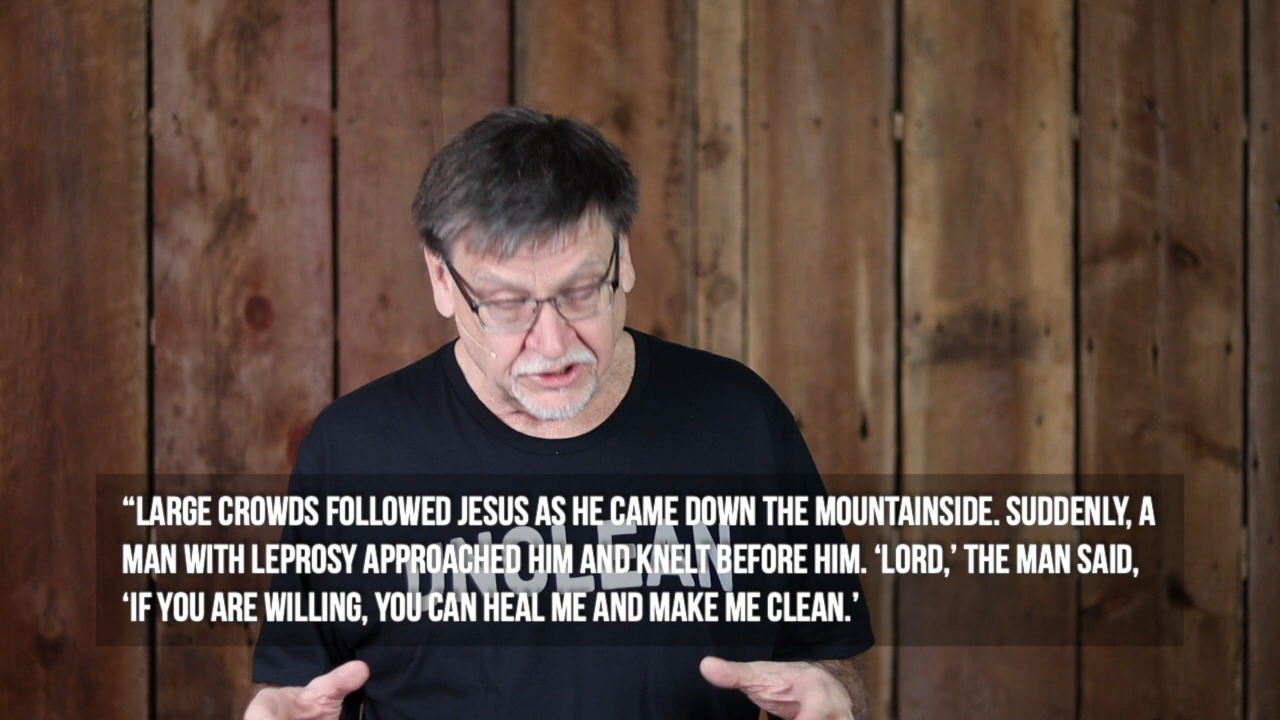 “LARGE CROWDS FOLLOWED JESUS AS HE CAME DOWN THE MOUNTAINSIDE. SUDDENLY, A
MAN WITH LEPROSY APPROACHED HIM AND KNELT BEFORE HIM. ‘LORD,’ THE MAN SAID,
‘IF YOU ARE WILLING, YOU CAN HEAL ME AND MAKE ME CLEAN.’
UNCLEAN